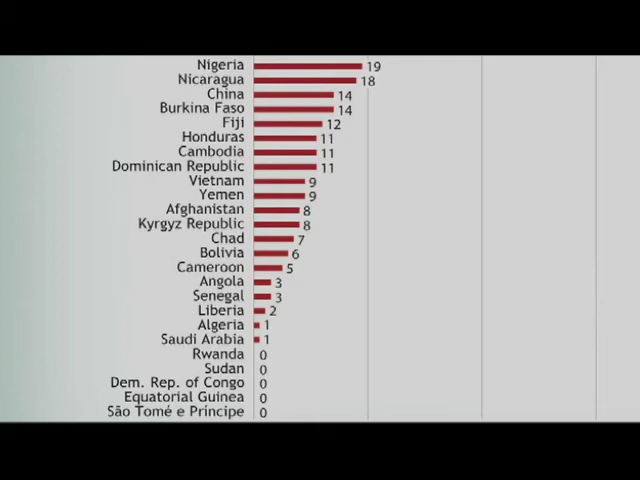 Nigeria 19
Nicaragua 18
China 14
Burkina Faso 14
Fiji 12
Honduras 11
Cambodia 11
Dominican Republic 11
Vietnam 9
Yemen 9
Afghanistan 8
Kyrgyz Republic 8
Chad 7
Bolivia 6
Cameroon 5
Angola 3
Senegal 3
Liberia 2
Algeria 1
Saudi Arabia 1
Rwanda 0
Sudan 0
Dem. Rep. of Congo 0
Equatorial Guinea 0
São Tomé e Príncipe 0